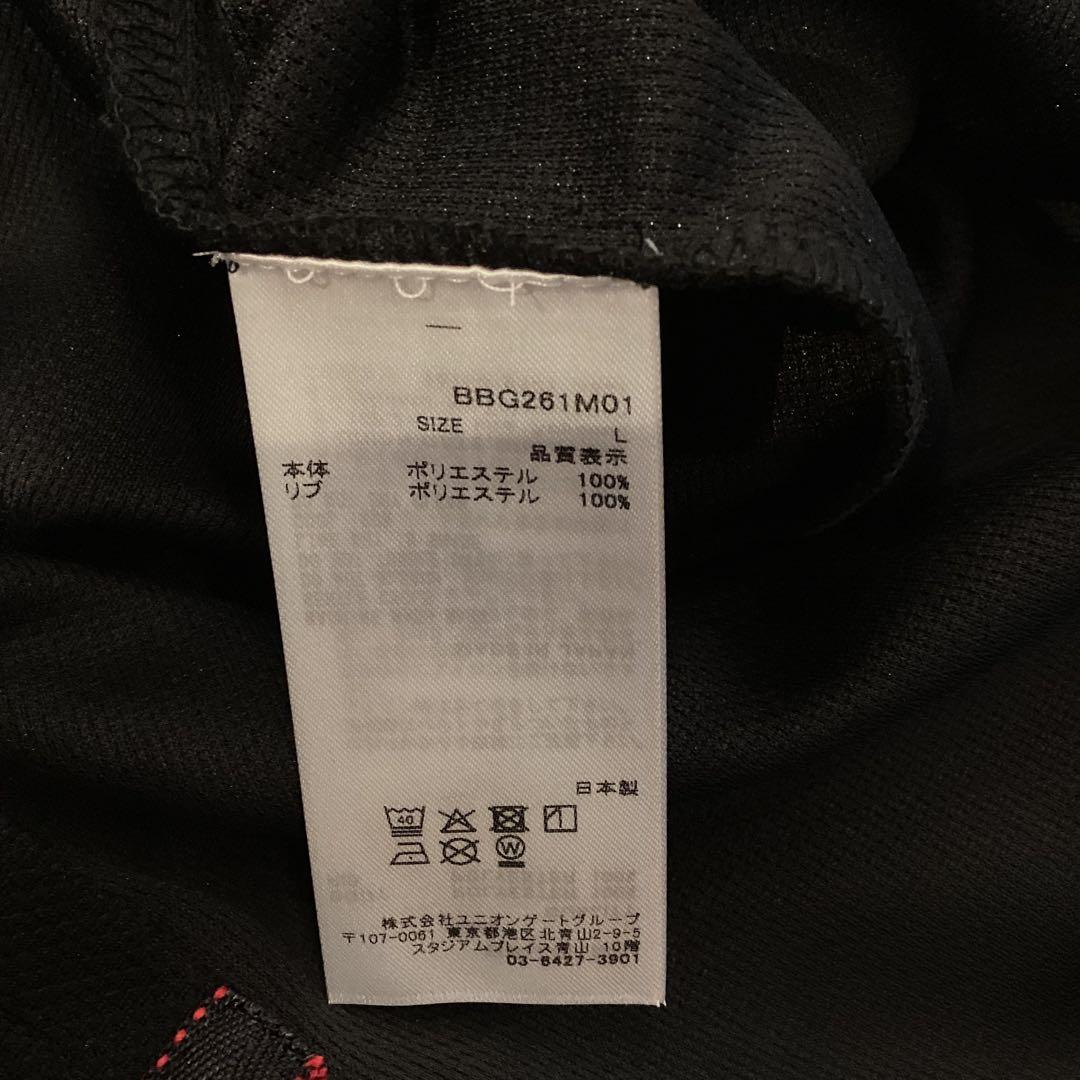 BBG261M01
SIZE L
品質表示
本体 ポリエステル 100%
リブ ポリエステル 100%
日本製
40
W
株式会社ユニオンゲートグループ
〒107-0061 東京都港区北青山2-9-5
スタジアムプレイス青山 10階
03-6427-3901